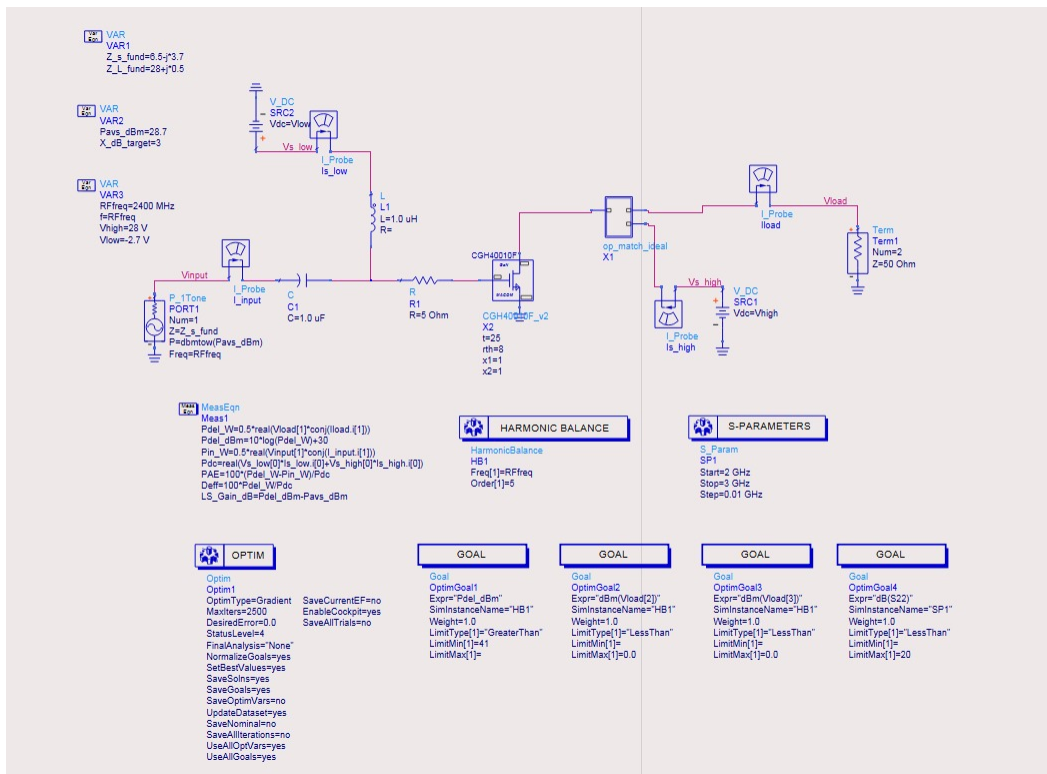 Var
Eqn
VAR
VAR1
Z_s_fund=6.5-j*3.7
Z_L_fund=28+j*0.5
Var
Eqn
VAR
VAR2
Pavs_dBm=28.7
X_dB_target=3
Var
Eqn
VAR
VAR3
RFfreq=2400 MHz
f=RFfreq
Vhigh=28 V
Vlow=-2.7 V
V_DC
SRC2
Vdc=Vlow
Vs_low
I_Probe
Is_low
L
L1
L=1.0 uH
R=
Vinput
I_Probe
I_input
P_1Tone
PORT1
Num=1
Z=Z_s_fund
P=dbmtow(Pavs_dBm)
Freq=RFfreq
C
C1
C=1.0 uF
R
R1
R=5 Ohm
CGH40010F
CGH40010F_v2
X2
t=25
rth=8
x1=1
x2=1
op_match_ideal
X1
I_Probe
Iload
Vload
Term
Term1
Num=2
Z=50 Ohm
Vs_high
I_Probe
Is_high
V_DC
SRC1
Vdc=Vhigh
Meas
Eqn
MeasEqn
Meas1
Pdel_W=0.5*real(Vload[1]*conj(Iload.i[1]))
Pdel_dBm=10*log(Pdel_W)+30
Pin_W=0.5*real(Vinput[1]*conj(I_input.i[1]))
Pdc=real(Vs_low[0]*Is_low.i[0]+Vs_high[0]*Is_high.i[0])
PAE=100*(Pdel_W-Pin_W)/Pdc
Deff=100*Pdel_W/Pdc
LS_Gain_dB=Pdel_dBm-Pavs_dBm
HARMONIC BALANCE
HarmonicBalance
HB1
Freq[1]=RFfreq
Order[1]=5
S-PARAMETERS
S_Param
SP1
Start=2 GHz
Stop=3 GHz
Step=0.01 GHz
OPTIM
Optim
Optim1
OptimType=Gradient
MaxIters=2500
DesiredError=0.0
StatusLevel=4
FinalAnalysis="None"
NormalizeGoals=yes
SetBestValues=yes
SaveSolns=yes
SaveGoals=yes
SaveOptimVars=no
UpdateDataset=yes
SaveNominal=no
SaveAllIterations=no
UseAllOptVars=yes
UseAllGoals=yes
SaveCurrentEF=no
EnableCockpit=yes
SaveAllTrials=no
GOAL
Goal
OptimGoal1
Expr="Pdel_dBm"
SimInstanceName="HB1"
Weight=1.0
LimitType[1]="GreaterThan"
LimitMin[1]=41
LimitMax[1]=
GOAL
Goal
OptimGoal2
Expr="dBm(Vload[2])"
SimInstanceName="HB1"
Weight=1.0
LimitType[1]="LessThan"
LimitMin[1]=
LimitMax[1]=0.0
GOAL
Goal
OptimGoal3
Expr="dBm(Vload[3])"
SimInstanceName="HB1"
Weight=1.0
LimitType[1]="LessThan"
LimitMin[1]=
LimitMax[1]=0.0
GOAL
Goal
OptimGoal4
Expr="dB(S22)"
SimInstanceName="SP1"
Weight=1.0
LimitType[1]="LessThan"
LimitMin[1]=
LimitMax[1]=20